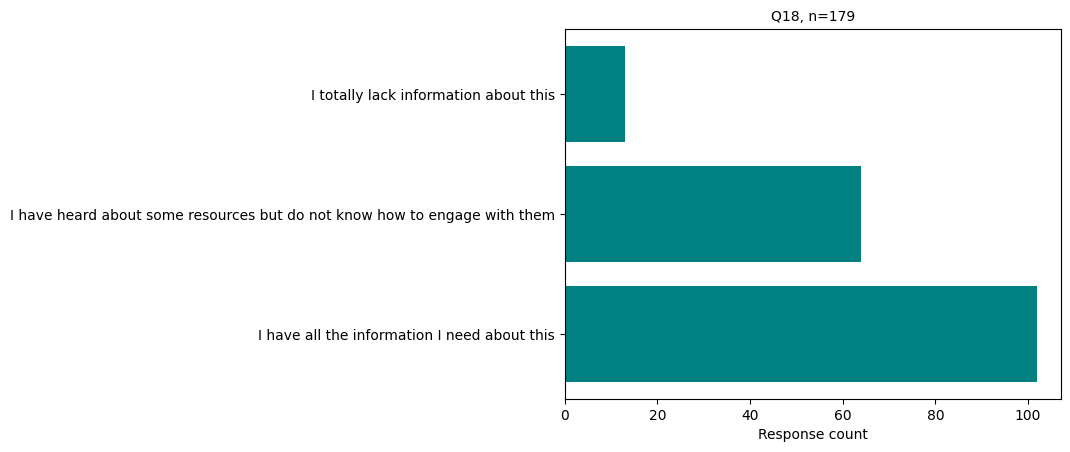 Q18, n=179
I totally lack information about this
I have heard about some resources but do not know how to engage with them
I have all the information I need about this
0 20 40 60 80 100
Response count